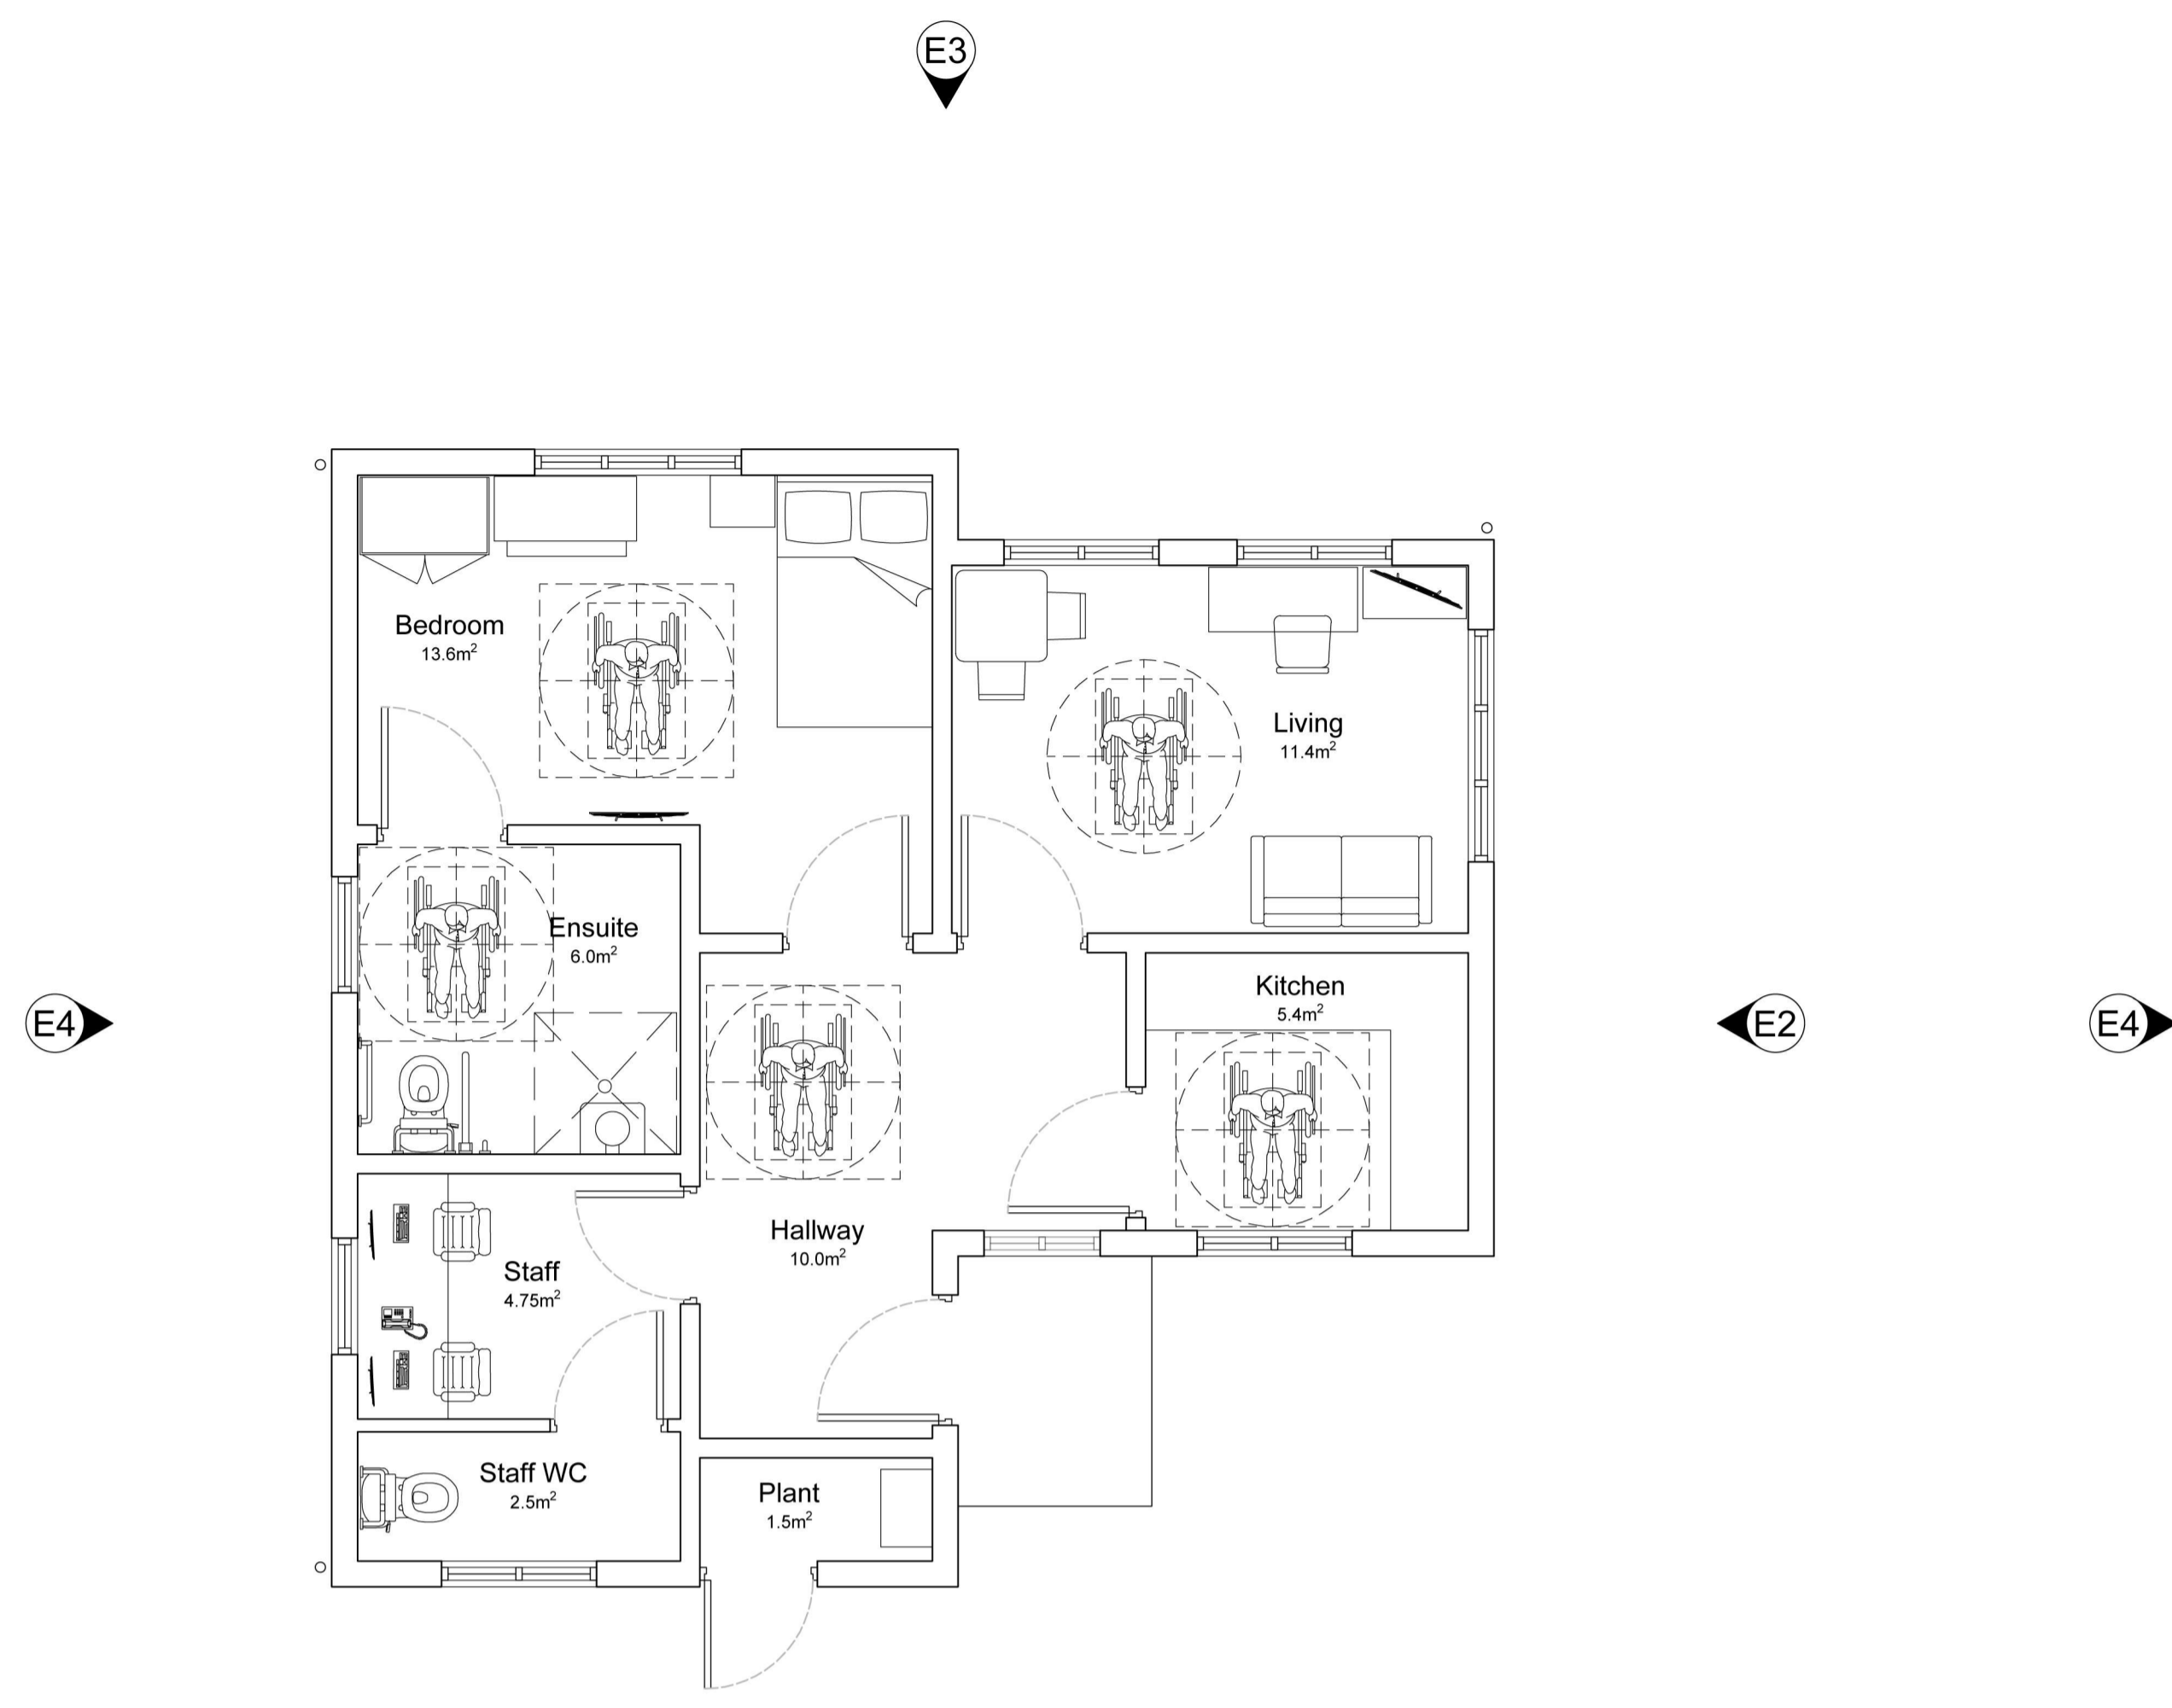 E3
Bedroom
13.6m²
Living
11.4m²
Ensuite
6.0m²
Kitchen
5.4m²
E4
E2
E4
Hallway
10.0m²
Staff
4.75m²
Staff WC
2.5m²
Plant
1.5m²